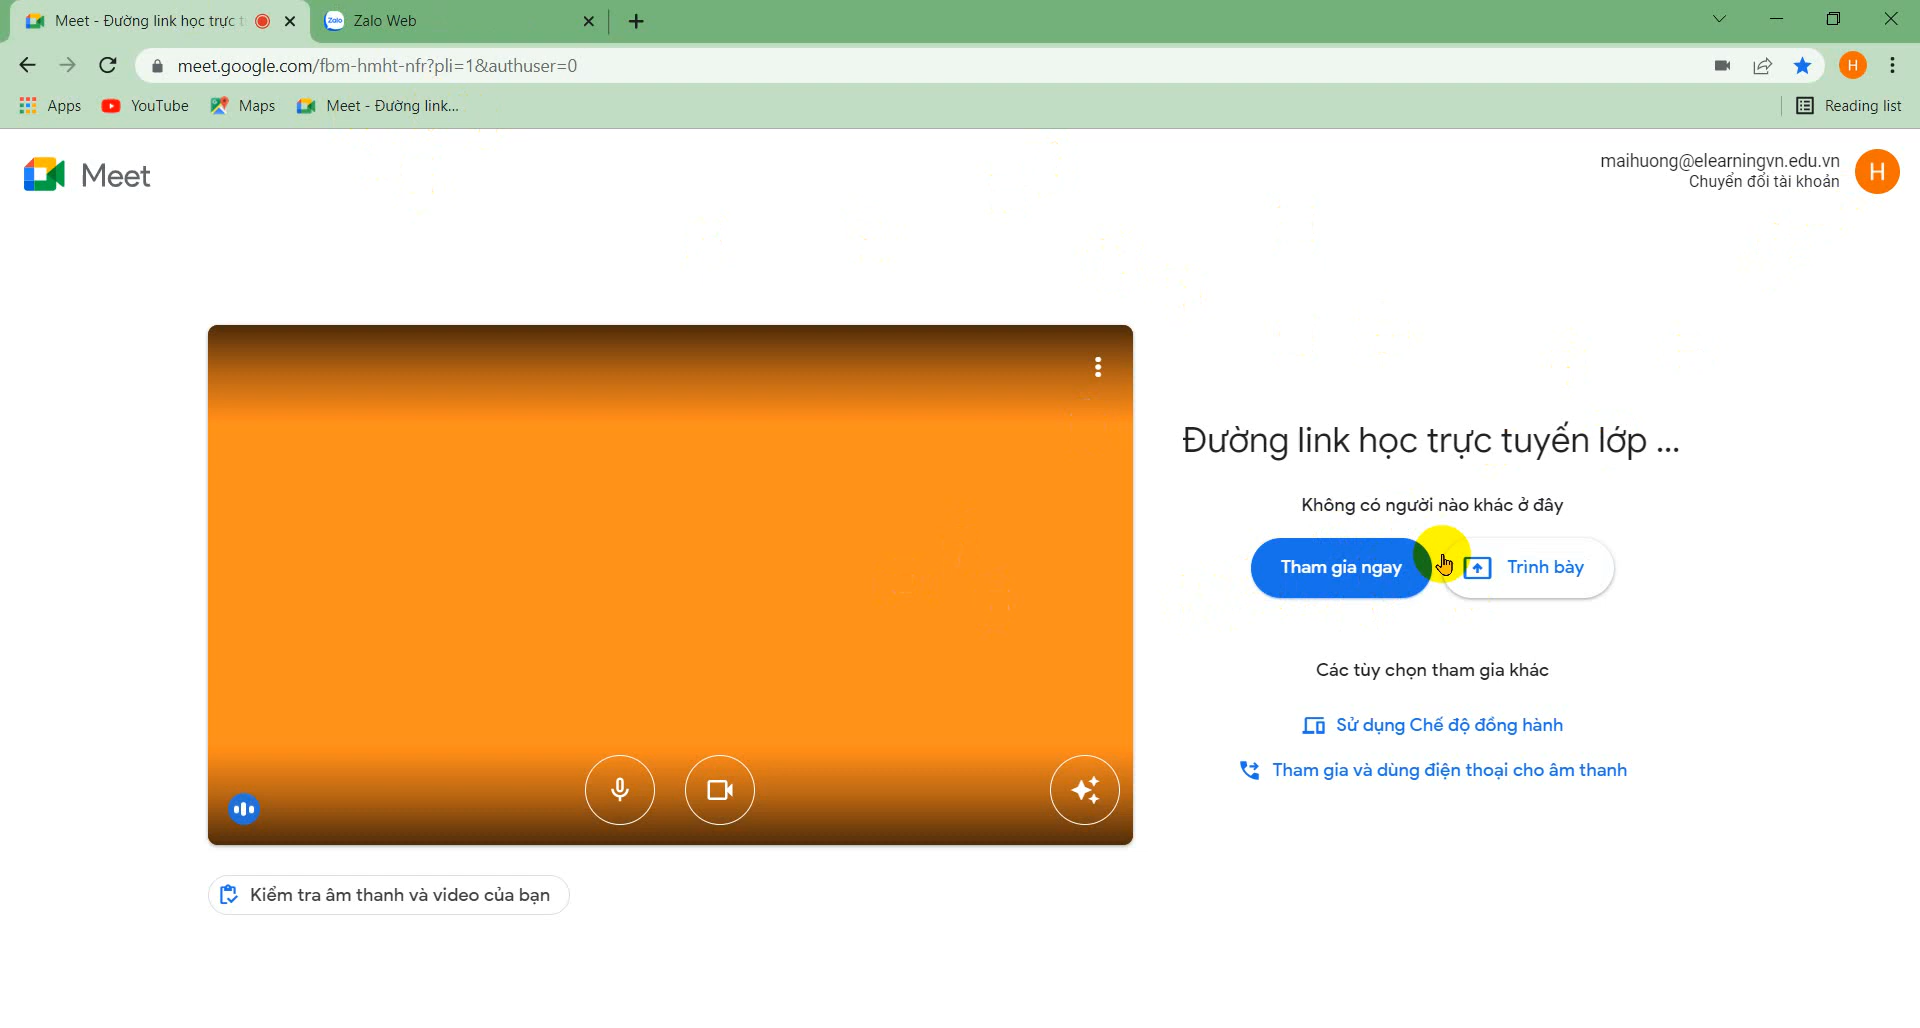 Meet - Đường link học trực t
Zalo Zalo Web
meet.google.com/fbm-hmht-nfr?pli=1&authuser=0
H
Apps YouTube Maps Meet - Đường link... Reading list
Meet
maihuong@elearningvn.edu.vn
Chuyển đổi tài khoản
H
Đường link học trực tuyến lớp ...
Không có người nào khác ở đây
Tham gia ngay Trình bày
Các tùy chọn tham gia khác
Sử dụng Chế độ đồng hành
Tham gia và dùng điện thoại cho âm thanh
Kiểm tra âm thanh và video của bạn